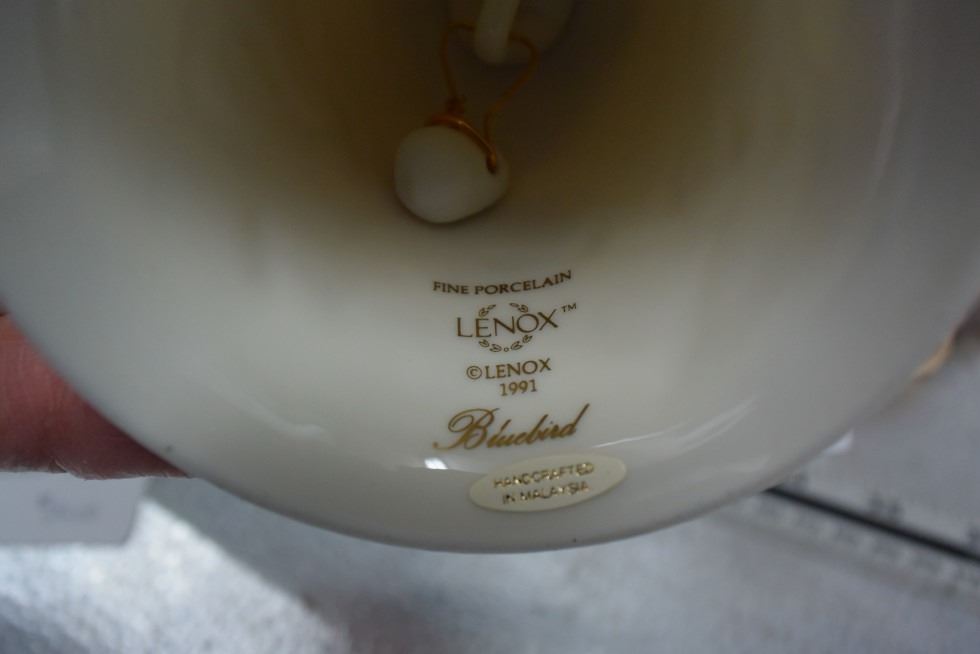 FINE PORCELAIN
LENOX™
©LENOX
1991
Bluebird
HANDCRAFTED
IN MALAYSIA